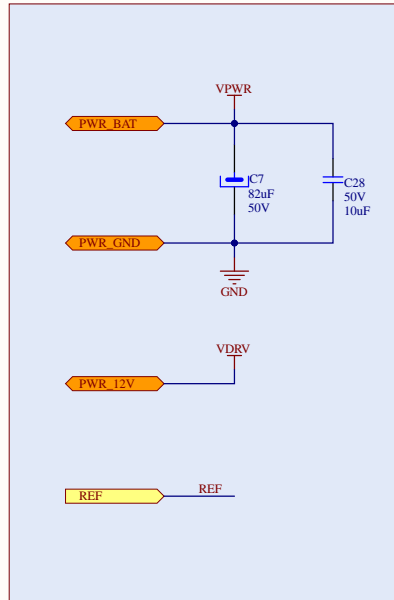 VPWR
PWR_BAT
C7
82uF
50V
C28
50V
10uF
PWR_GND
GND
VDRV
PWR_12V
REF
REF